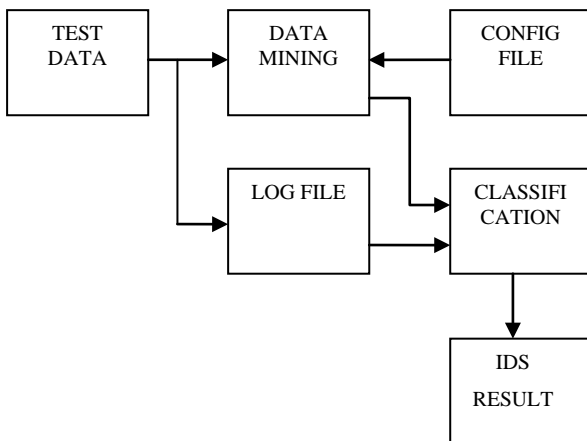 TEST
DATA
DATA
MINING
CONFIG
FILE
LOG FILE
CLASSIFI
CATION
IDS
RESULT